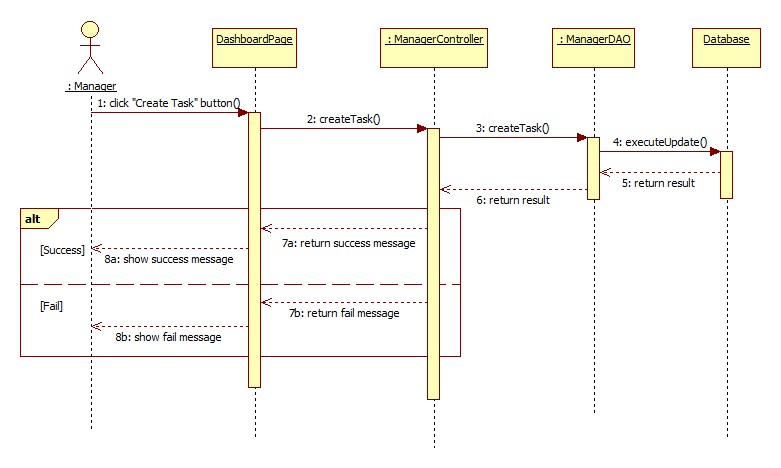 DashboardPage
: ManagerController
: ManagerDAO
Database
: Manager
1: click "Create Task" button()
2: createTask()
3: createTask()
4: executeUpdate()
5: return result
6: return result
alt
7a: return success message
[Success]
8a: show success message
[Fail]
7b: return fail message
8b: show fail message